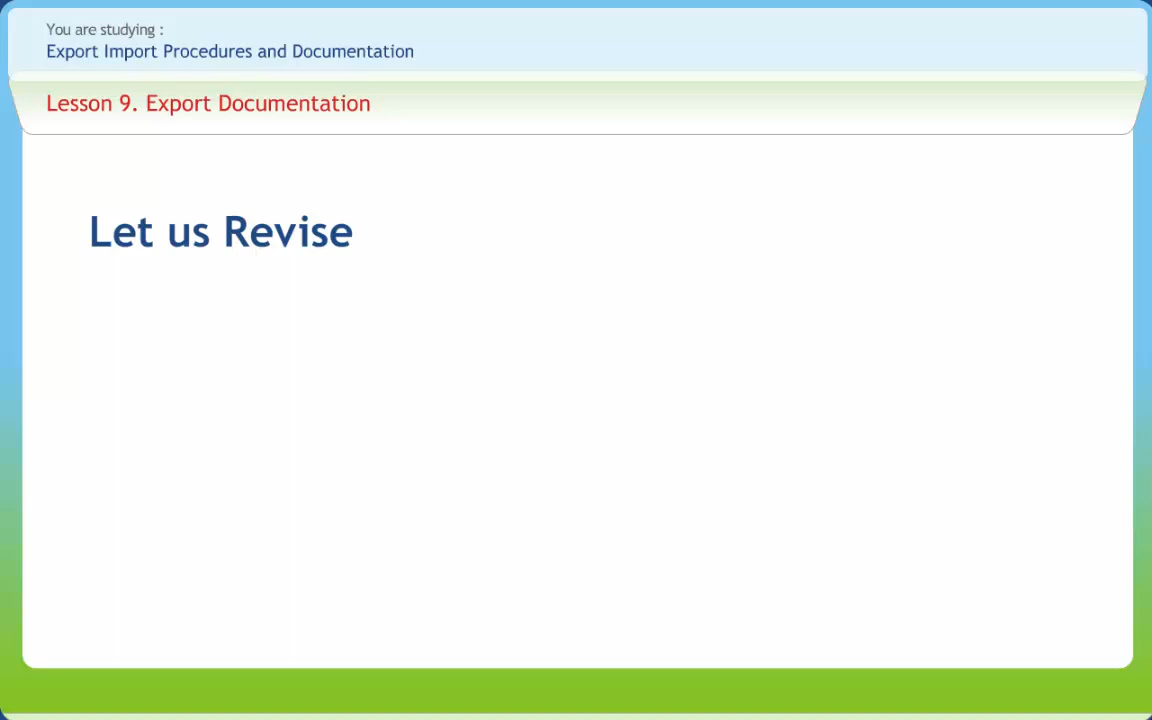 You are studying :
Export Import Procedures and Documentation
Lesson 9. Export Documentation
Let us Revise